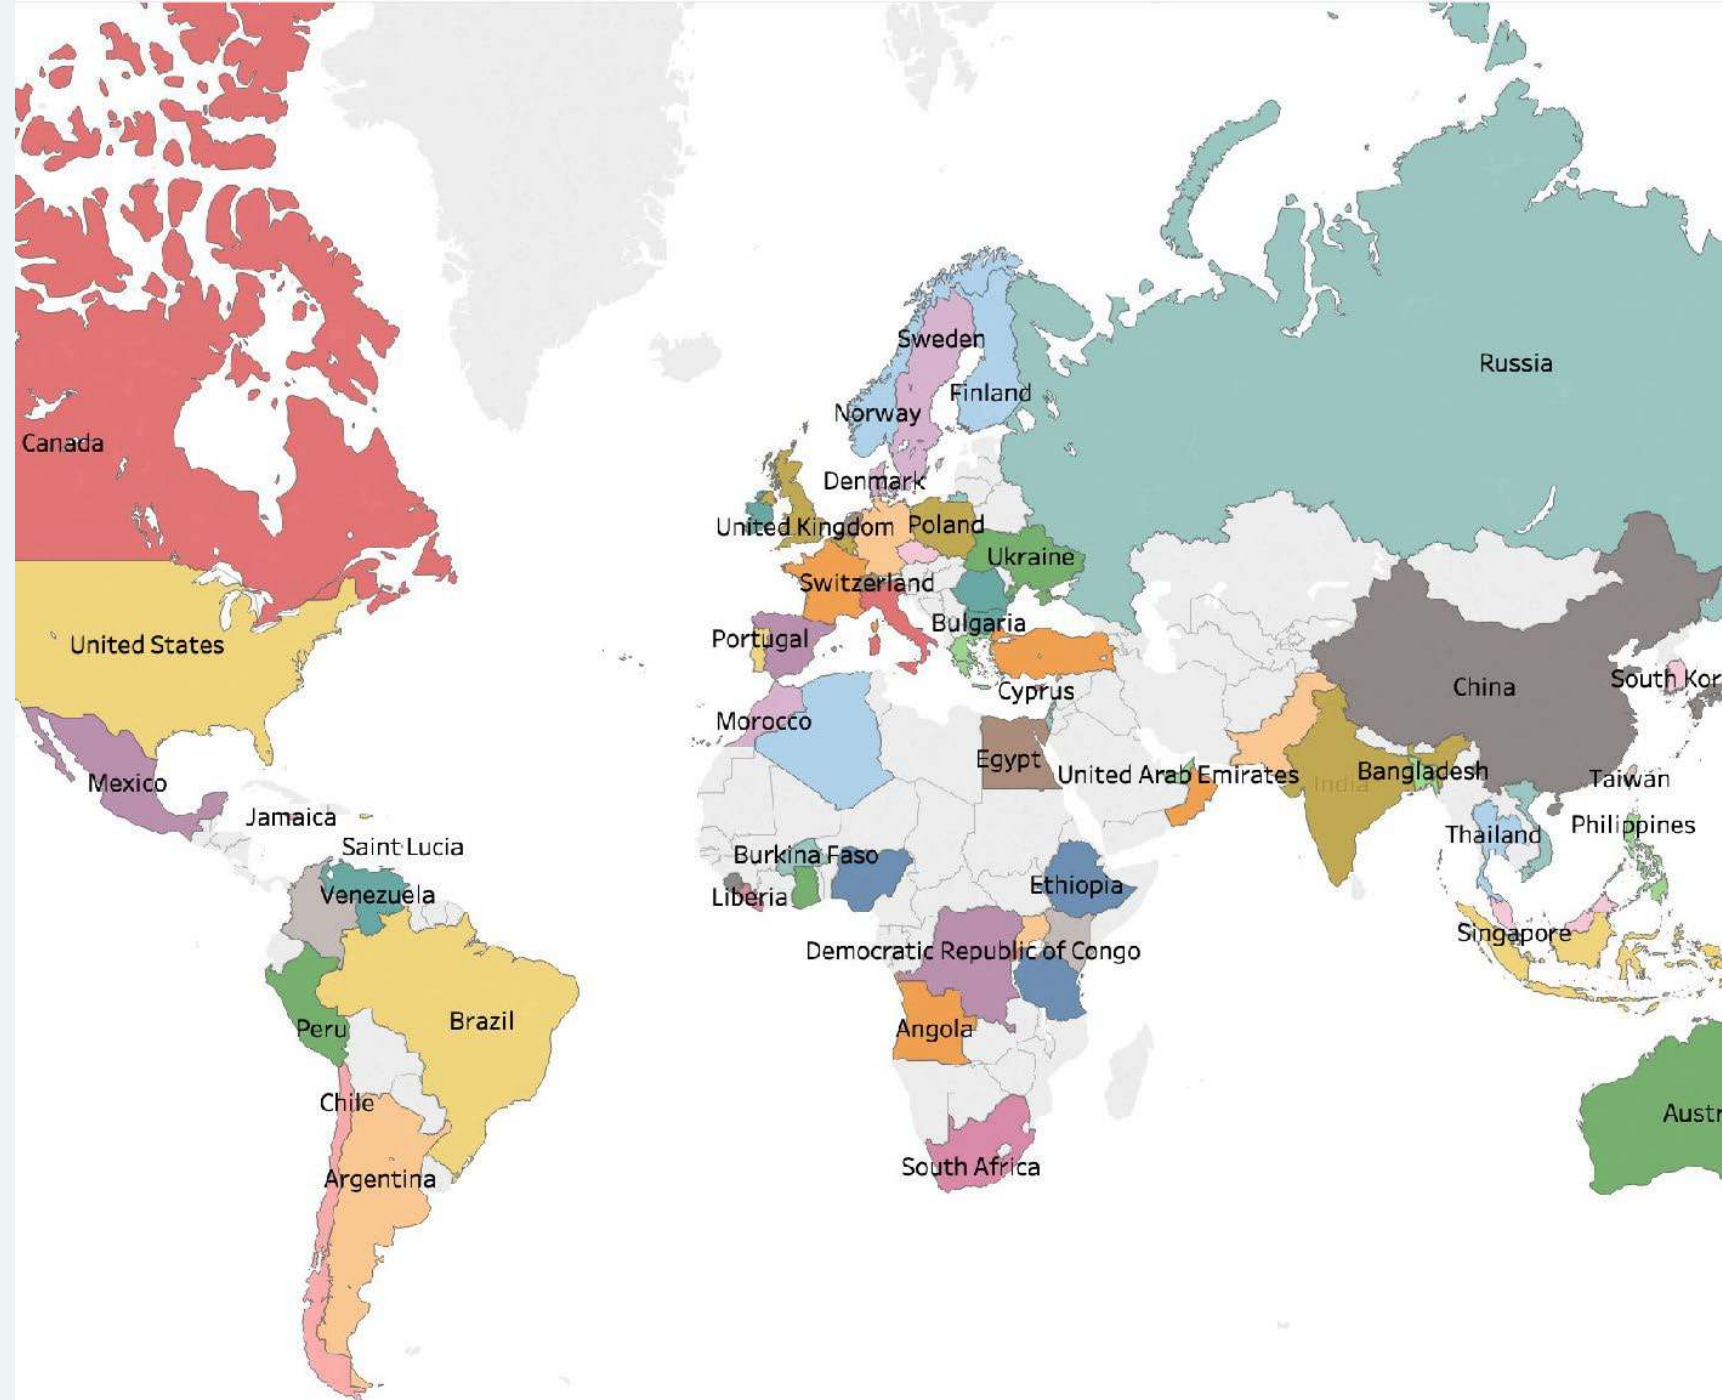 Russia
Sweden
Finland
Norway
Canada
Denmark
United Kingdom
Poland
Ukraine
Switzerland
Bulgaria
Portugal
United States
South Kor
China
Cyprus
Morocco
Egypt
United Arab Emirates
India
Bangladesh
Taiwan
Mexico
Jamaica
Philippines
Thailand
Saint Lucia
Burkina Faso
Ethiopia
Venezuela
Liberia
Singapore
Democratic Republic of Congo
Brazil
Peru
Angola
Chile
Austr
South Africa
Argentina